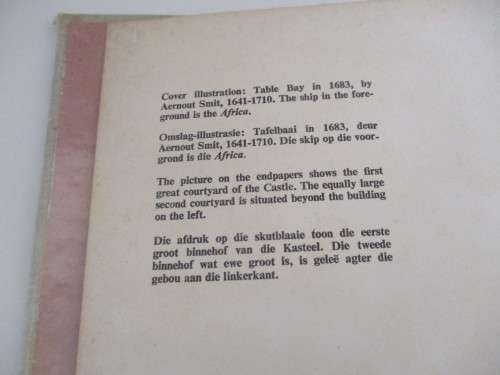 Cover illustration: Table Bay in 1683, by
Aernout Smit, 1641-1710. The ship in the fore-
ground is the Africa.
Omslag-illustrasie: Tafelbaai in 1683, deur
Aernout Smit, 1641-1710. Die skip op die voor-
grond is die Africa.
The picture on the endpapers shows the first
great courtyard of the Castle. The equally large
second courtyard is situated beyond the building
on the left.
Die afdruk op die skutblaaie toon die eerste
groot binnehof van die Kasteel. Die tweede
binnehof wat ewe groot is, is geleë agter die
gebou aan die linkerkant.